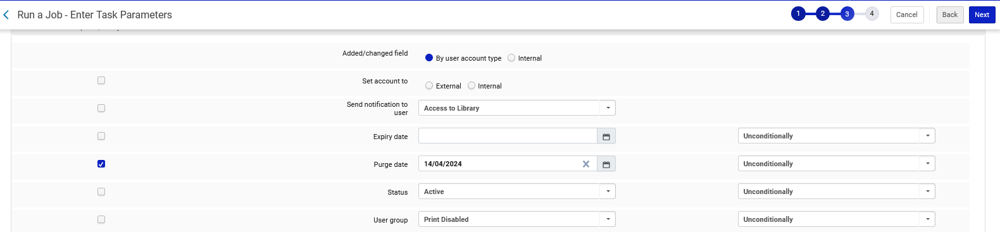 Run a Job - Enter Task Parameters
1 2 3 4 Cancel Back Next
Added/changed field By user account type Internal
Set account to External Internal
Send notification to
user Access to Library
Expiry date Unconditionally
Purge date 14/04/2024 Unconditionally
Status Active Unconditionally
User group Print Disabled Unconditionally